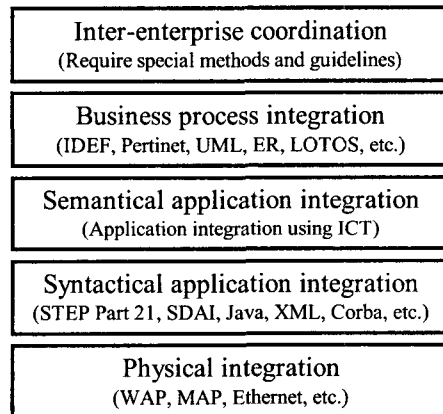 Inter-enterprise coordination
(Require special methods and guidelines)
Business process integration
(IDEF, Pertinet, UML, ER, LOTOS, etc.)
Semantical application integration
(Application integration using ICT)
Syntactical application integration
(STEP Part 21, SDAI, Java, XML, Corba, etc.)
Physical integration
(WAP, MAP, Ethernet, etc.)